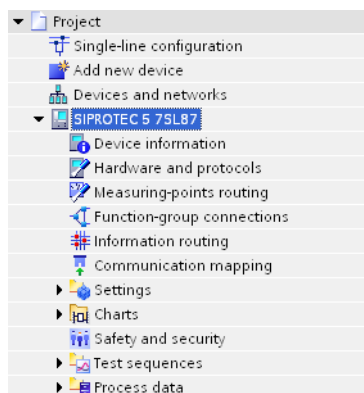 Project
Single-line configuration
Add new device
Devices and networks
SIPROTEC 5 7SL87
Device information
Hardware and protocols
Measuring-points routing
Function-group connections
Information routing
Communication mapping
Settings
Charts
Safety and security
Test sequences
Process data